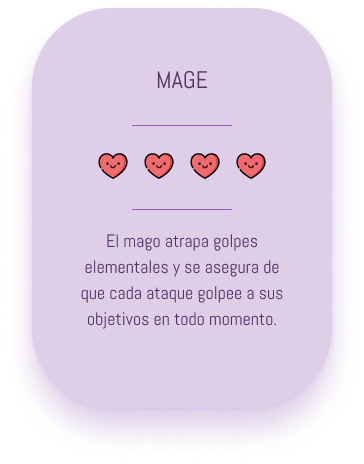 MAGE
El mago atrapa golpes
elementales y se asegura de
que cada ataque golpee a sus
objetivos en todo momento.